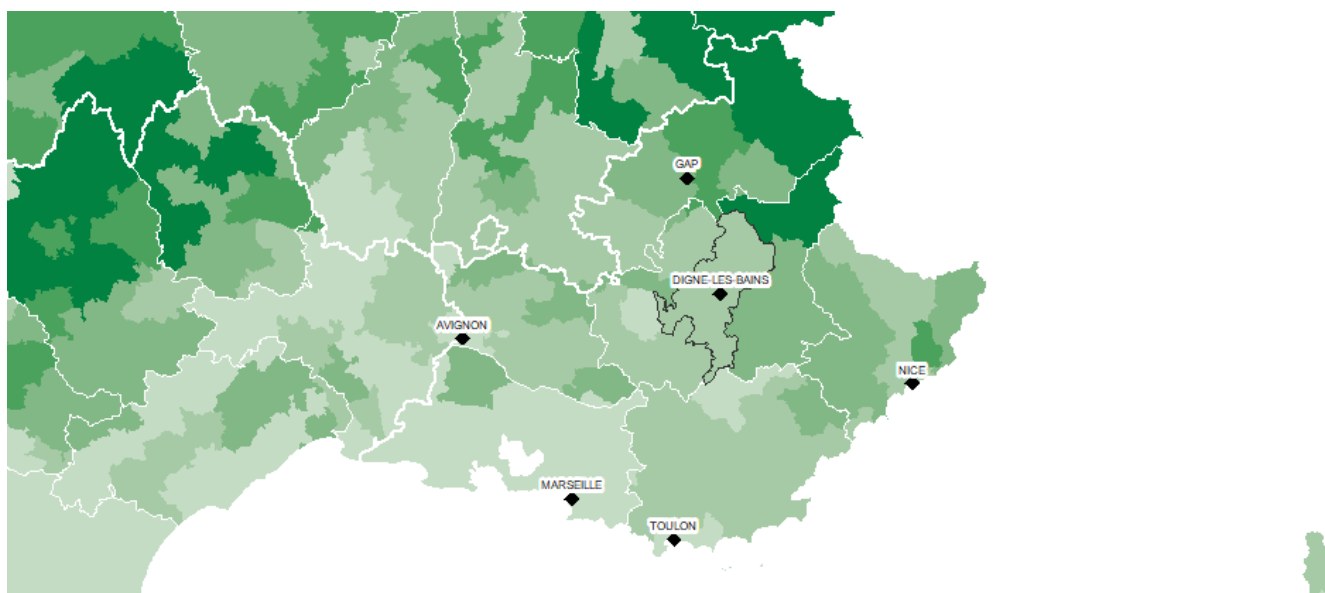 GAP
DIGNE-LES-BAINS
AVIGNON
NICE
MARSEILLE
TOULON